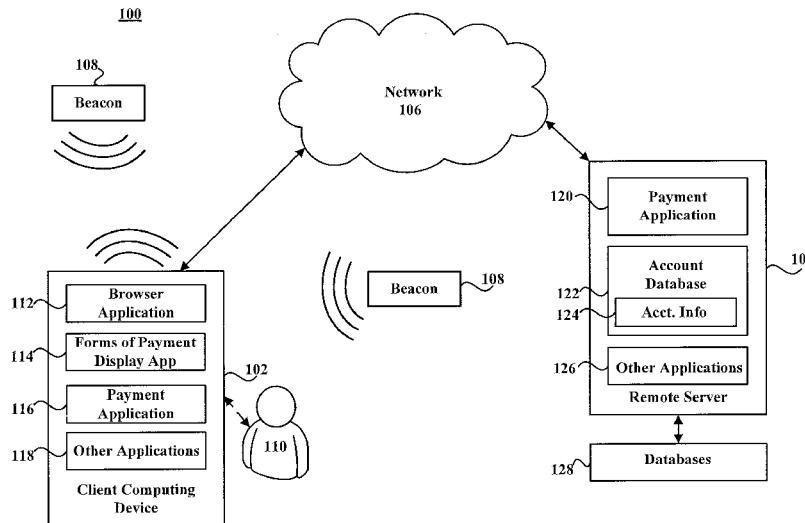 100
108
Beacon
Network
106
120
Payment
Application
10
Account
Database
122
124
Acct. Info
126
Other Applications
Remote Server
128
Databases
Beacon
108
112
Browser
Application
114
Forms of Payment
Display App
102
116
Payment
Application
118
Other Applications
Client Computing
Device
110